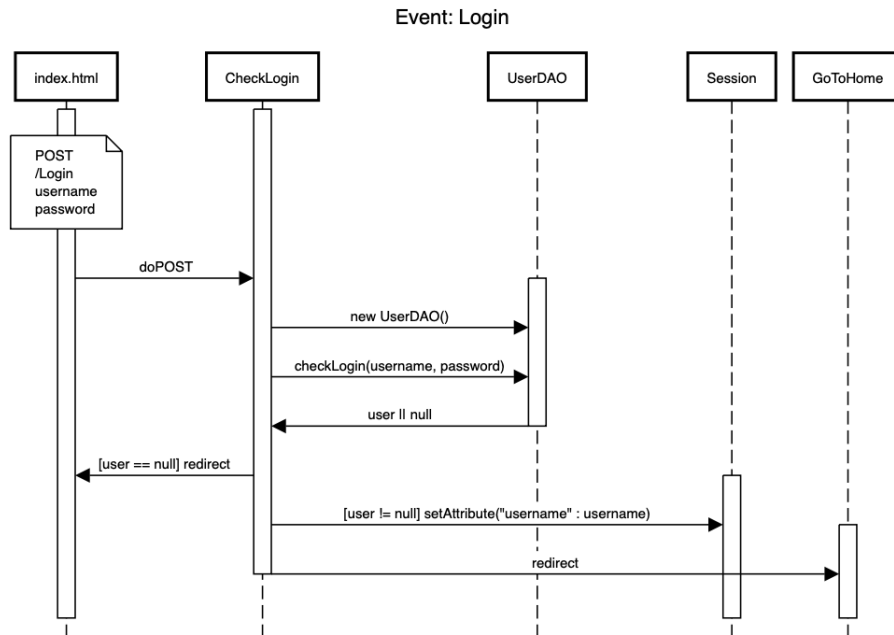 Event: Login
index.html
CheckLogin
UserDAO
Session
GoToHome
POST
/Login
username
password
doPOST
new UserDAO()
checkLogin(username, password)
user || null
[user == null] redirect
[user != null] setAttribute("username" : username)
redirect